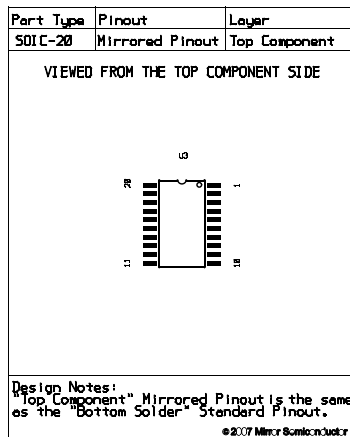 Part Type Pinout Layer
SOIC-20 Mirrored Pinout Top Component
VIEWED FROM THE TOP COMPONENT SIDE
U3
20 1
11 10
Design Notes:
"Top Component" Mirrored Pinout is the same
as the "Bottom Solder" Standard Pinout.
©2007 Mirror Semiconductor